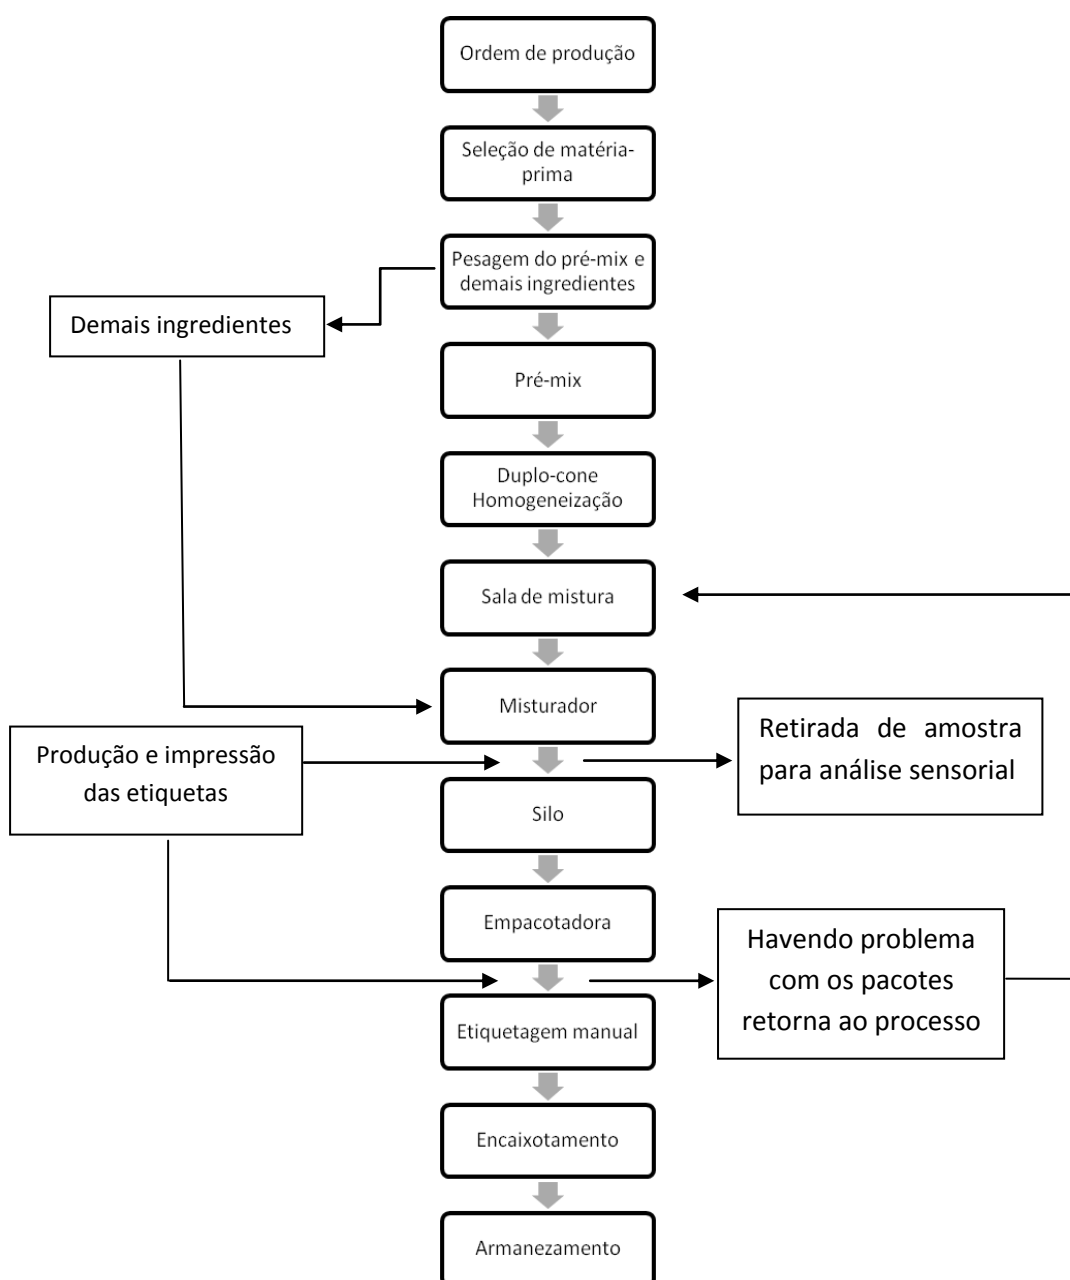 Ordem de produção
Seleção de matéria-
prima
Pesagem do pré-mix e
demais ingredientes
Demais ingredientes
Pré-mix
Duplo-cone
Homogeneização
Sala de mistura
Misturador
Produção e impressão
das etiquetas
Retirada de amostra
para análise sensorial
Silo
Empacotadora
Havendo problema
com os pacotes
retorna ao processo
Etiquetagem manual
Encaixotamento
Armanezamento